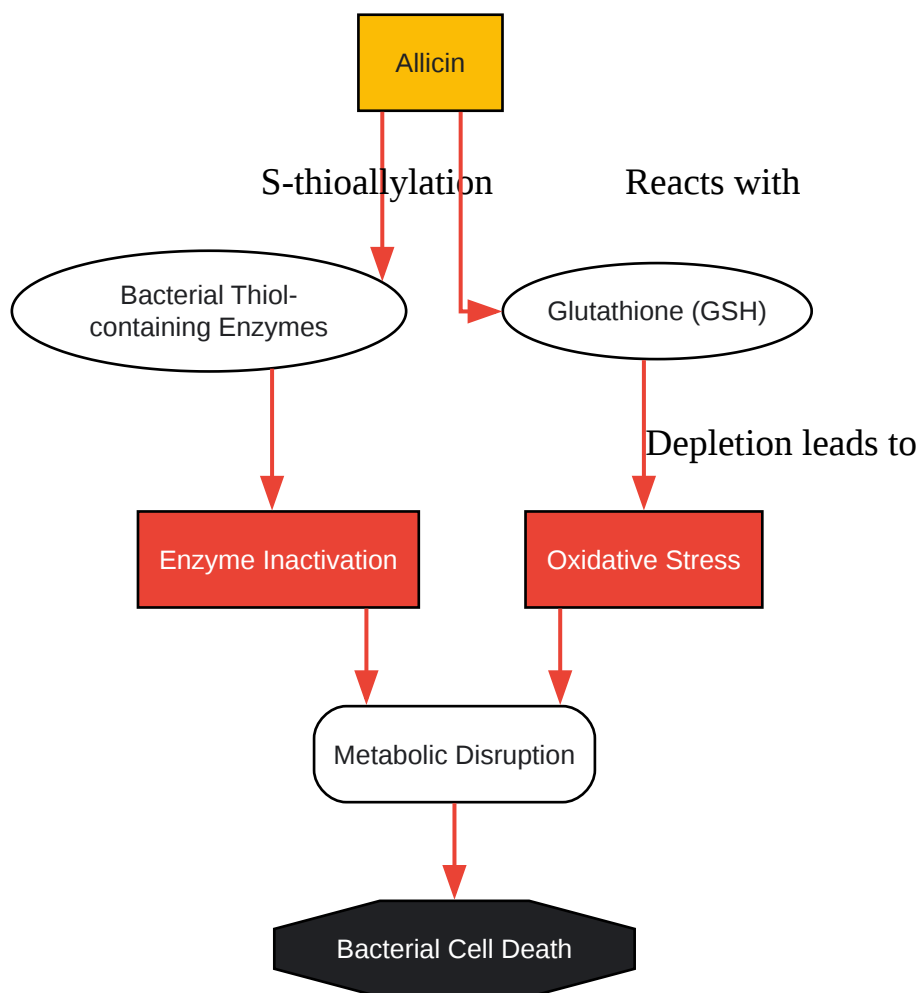 Allicin
S-thioallylation
Reacts with
Bacterial Thiol-
containing Enzymes
Glutathione (GSH)
Depletion leads to
Enzyme Inactivation
Oxidative Stress
Metabolic Disruption
Bacterial Cell Death